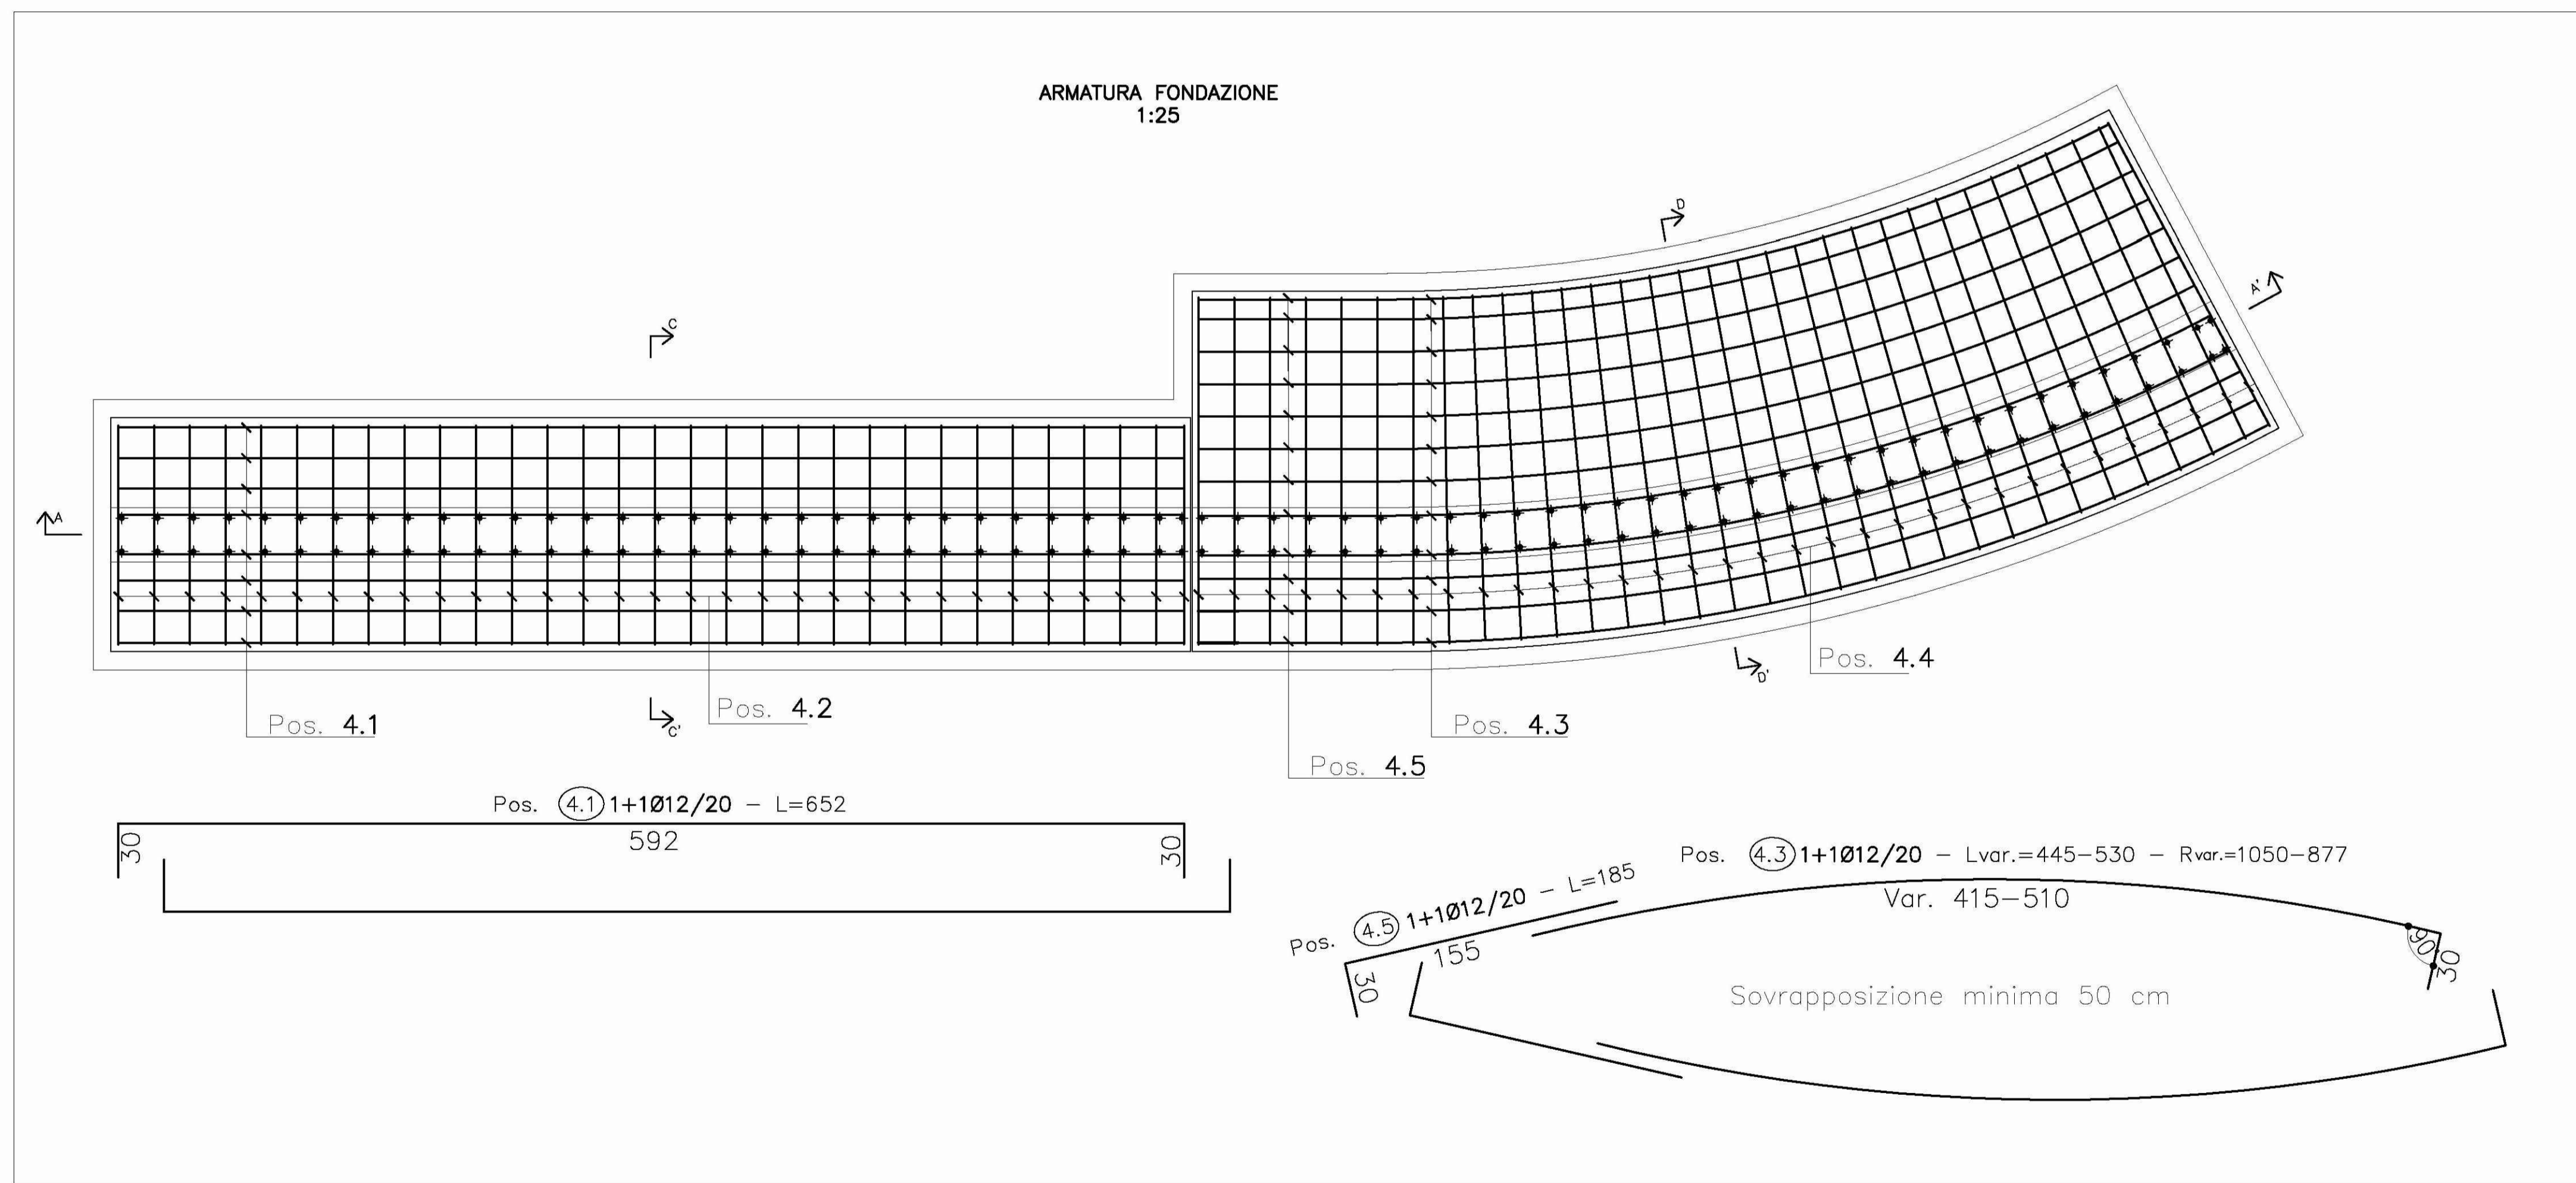 ARMATURA FONDAZIONE
1:25
D
A'
C
A
Pos. 4.4
Pos. 4.2
D'
Pos. 4.1
C'
Pos. 4.3
Pos. 4.5
Pos. 4.1 1+1Ø12/20 – L=652
592
30
30
Pos. 4.3 1+1Ø12/20 – Lvar.=445–530 – Rvar.=1050–877
Var. 415–510
Pos. 4.5 1+1Ø12/20 – L=185
155
30
90
30
Sovrapposizione minima 50 cm